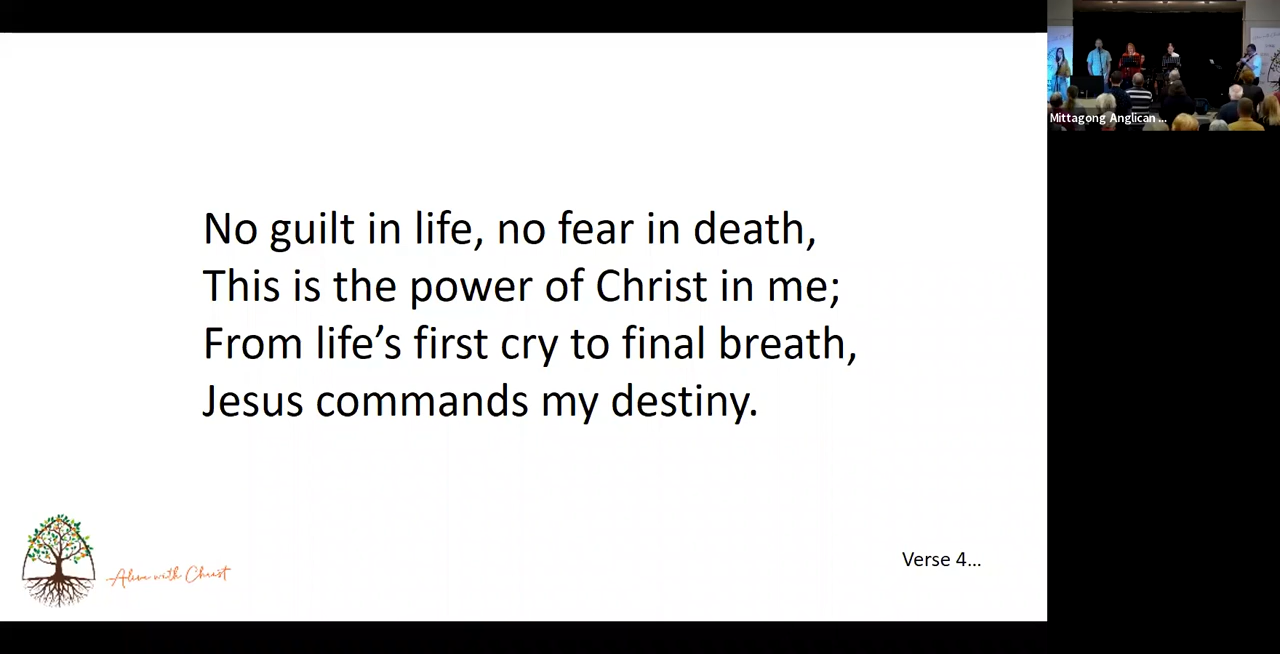 No guilt in life, no fear in death,
This is the power of Christ in me;
From life’s first cry to final breath,
Jesus commands my destiny.
Verse 4...
Alive with Christ
Mittagong Anglican ...